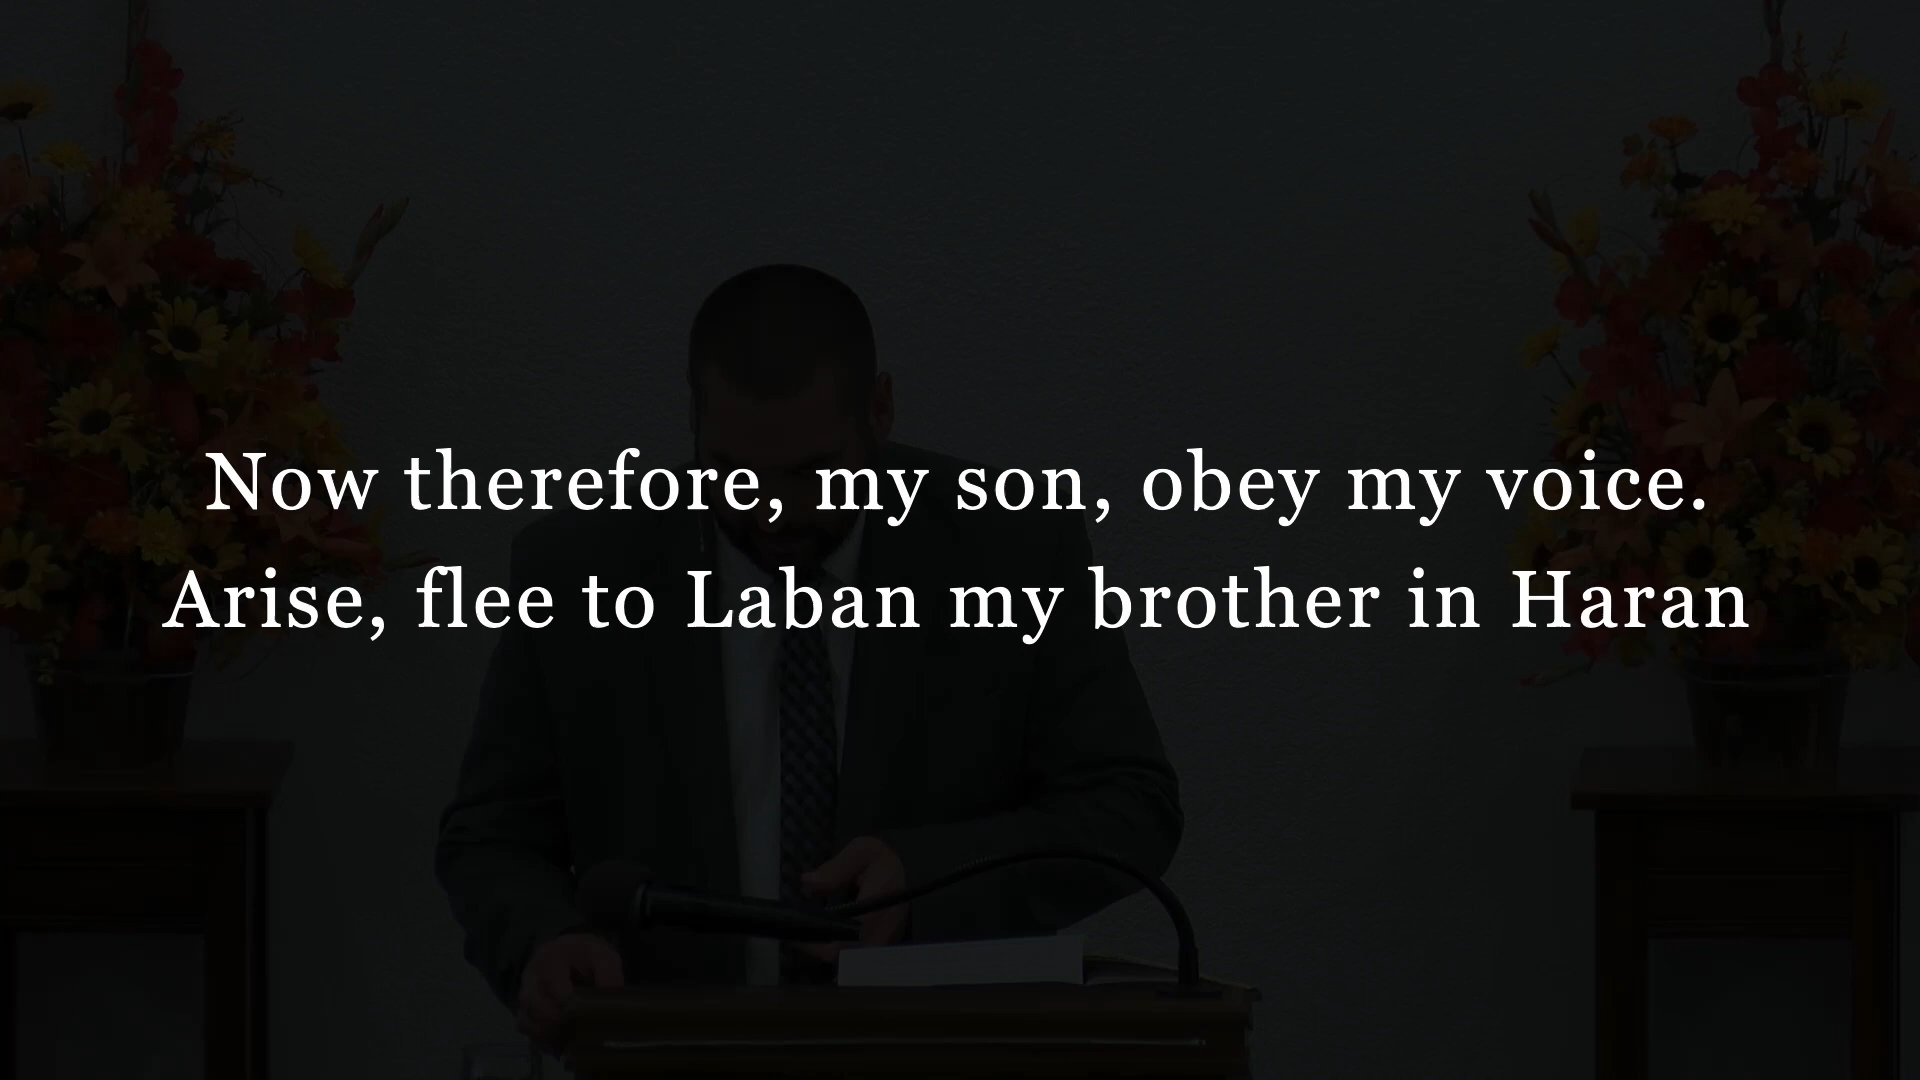 Now therefore, my son, obey my voice.
Arise, flee to Laban my brother in Haran